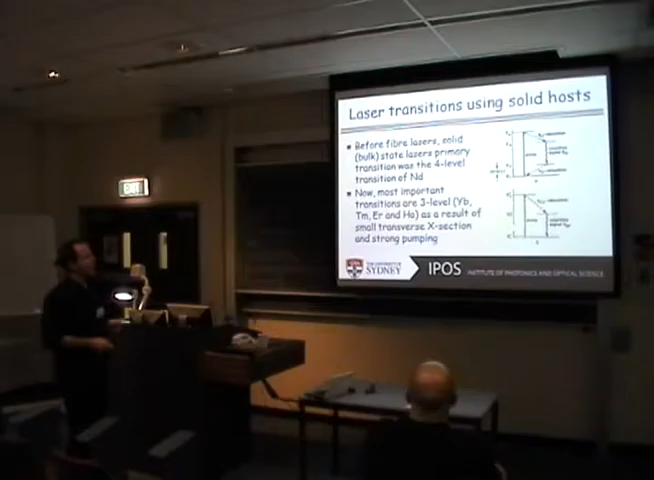 Laser transitions using solid hosts
Before fibre lasers, solid
(bulk) state lasers primary
transition was the 4-level
transition of Nd
Now, most important
transitions are 3-level (Yb,
Tm, Er and Ho) as a result of
small transverse X-section
and strong pumping
THE UNIVERSITY OF
SYDNEY
IPOS
INSTITUTE OF PHOTONICS AND OPTICAL SCIENCE
EXIT